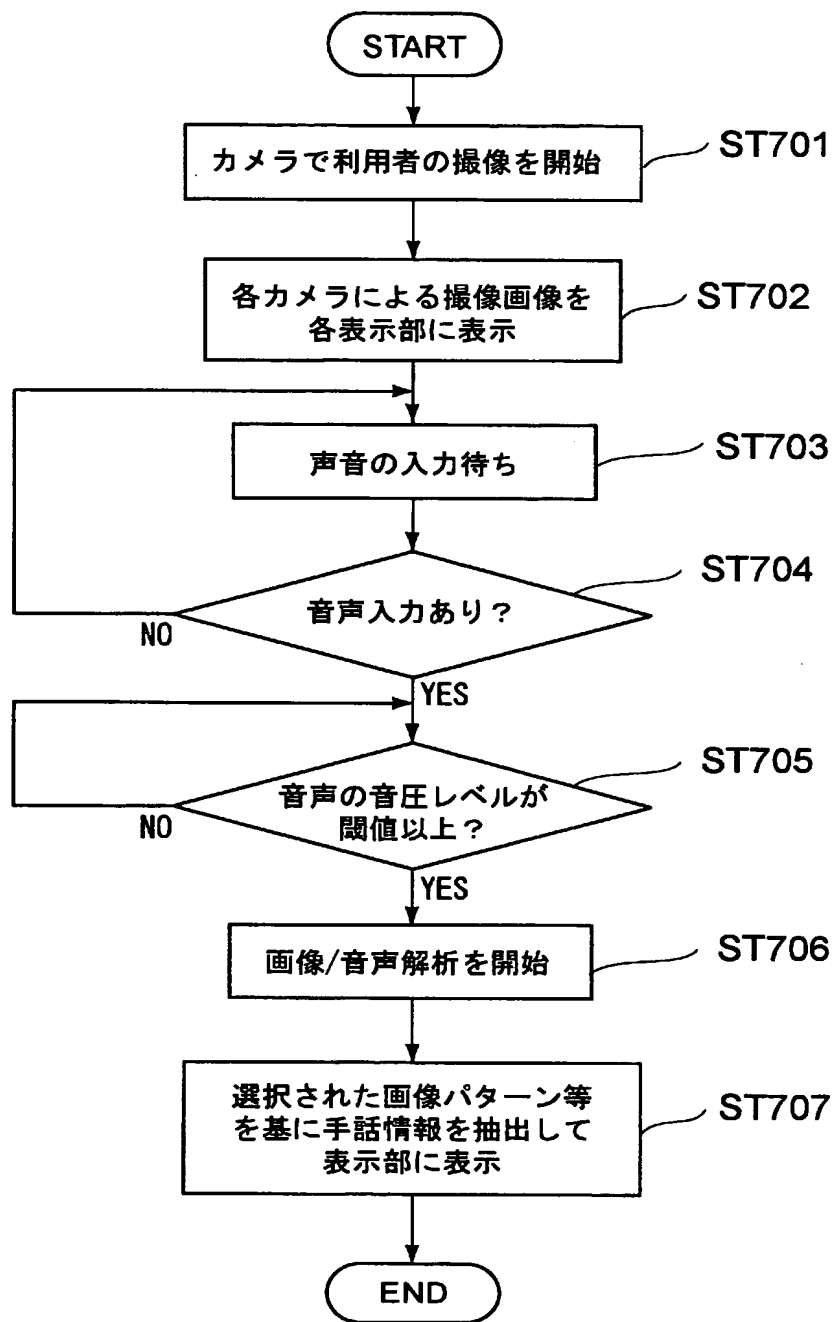 START
カメラで利用者の撮像を開始
ST701
各カメラによる撮像画像を
各表示部に表示
ST702
声音の入力待ち
ST703
音声入力あり?
ST704
NO
YES
音声の音圧レベルが
閾値以上?
ST705
NO
YES
画像/音声解析を開始
ST706
選択された画像パターン等
を基に手話情報を抽出して
表示部に表示
ST707
END